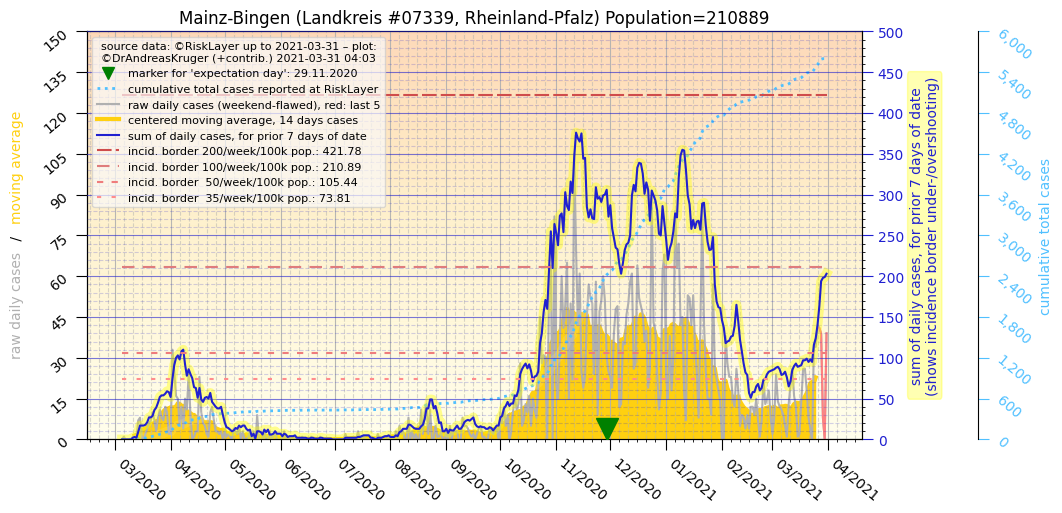 Mainz-Bingen (Landkreis #07339, Rheinland-Pfalz) Population=210889
source data: ©RiskLayer up to 2021-03-31 – plot:
©DrAndreasKruger (+contrib.) 2021-03-31 04:03
marker for 'expectation day': 29.11.2020
cumulative total cases reported at RiskLayer
raw daily cases (weekend-flawed), red: last 5
centered moving average, 14 days cases
sum of daily cases, for prior 7 days of date
incid. border 200/week/100k pop.: 421.78
incid. border 100/week/100k pop.: 210.89
incid. border  50/week/100k pop.: 105.44
incid. border  35/week/100k pop.: 73.81
raw daily cases  /  moving average
150
135
120
105
90
75
60
45
30
15
0
03/2020
04/2020
05/2020
06/2020
07/2020
08/2020
09/2020
10/2020
11/2020
12/2020
01/2021
02/2021
03/2021
04/2021
500
450
400
350
300
250
200
150
100
50
0
sum of daily cases, for prior 7 days of date
(shows incidence border under-/overshooting)
6,000
5,400
4,800
4,200
3,600
3,000
2,400
1,800
1,200
600
0
cumulative total cases